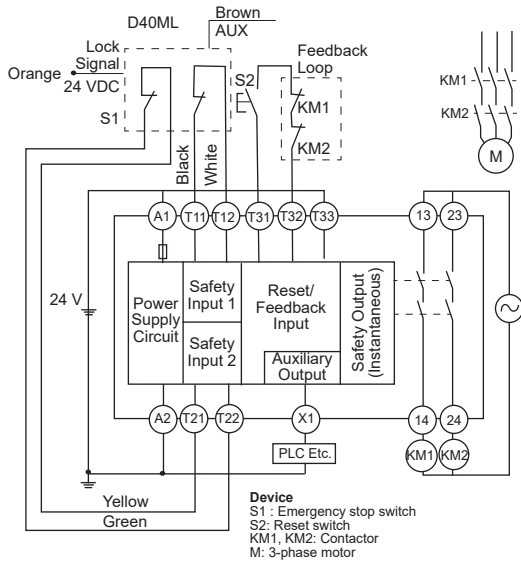 D40ML
Brown
AUX
Lock
Signal
Orange
24 VDC
S1
S2
Feedback
Loop
KM1
KM2
KM1
KM2
M
Black
White
A1
T11
T12
T31
T32
T33
13
23
24 V
Power
Supply
Circuit
Safety
Input 1
Safety
Input 2
Reset/
Feedback
Input
Auxiliary
Output
Safety Output
(Instantaneous)
A2
T21
T22
X1
14
24
PLC Etc.
KM1
KM2
Yellow
Green
Device
S1 : Emergency stop switch
S2: Reset switch
KM1, KM2: Contactor
M: 3-phase motor